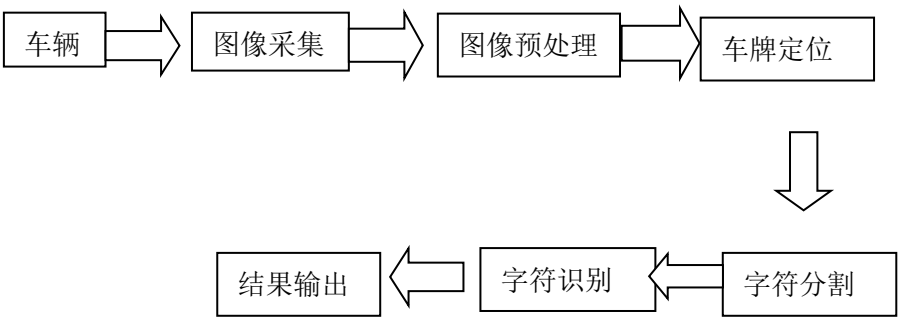 车辆
图像采集
图像预处理
车牌定位
字符分割
字符识别
结果输出